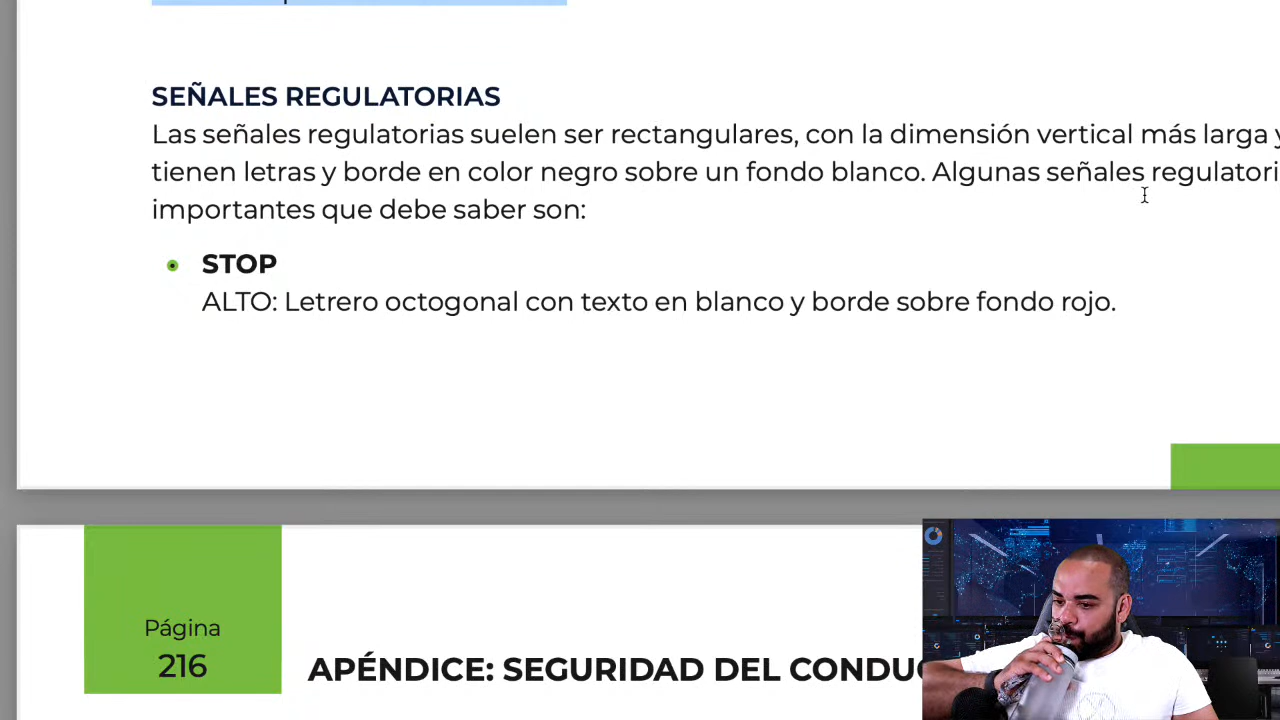 SEÑALES REGULATORIAS
Las señales regulatorias suelen ser rectangulares, con la dimensión vertical más larga y
tienen letras y borde en color negro sobre un fondo blanco. Algunas señales
importantes que debe saber son:
STOP
ALTO: Letrero octogonal con texto en blanco y borde sobre fondo rojo.
Página
216
APÉNDICE: SEGURIDAD DEL